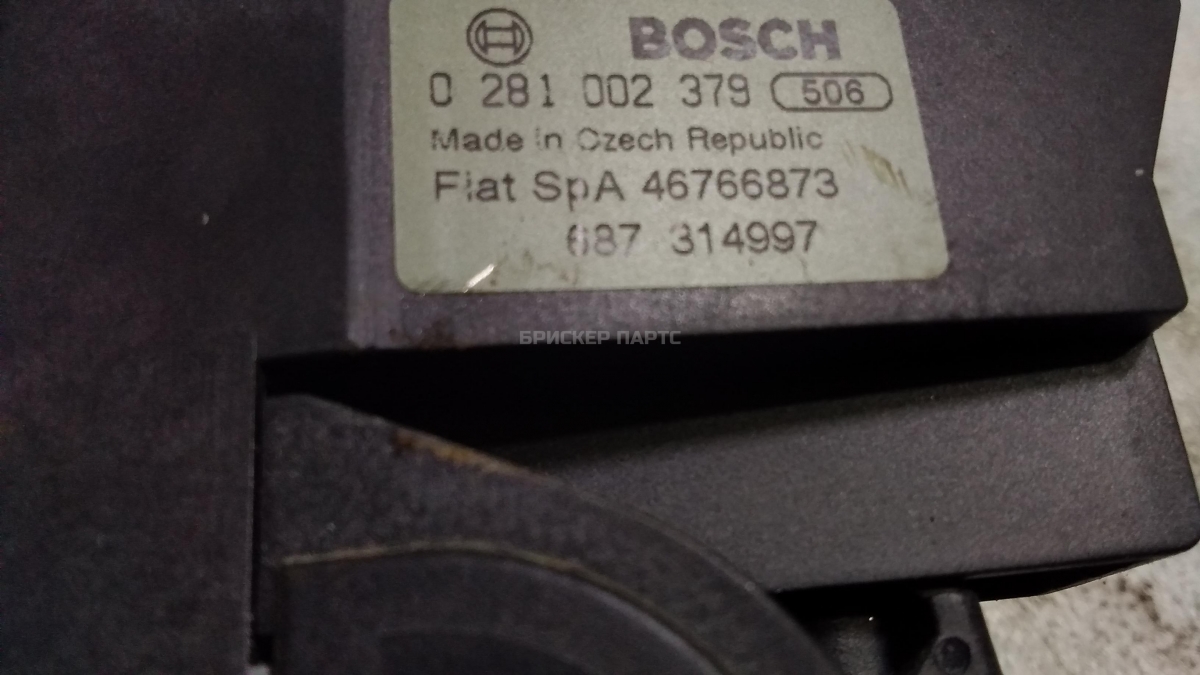 BOSCH
0 281 002 379 506
Made in Czech Republic
Fiat SpA 46766873
687 314997
БРИСКЕР ПАРТС